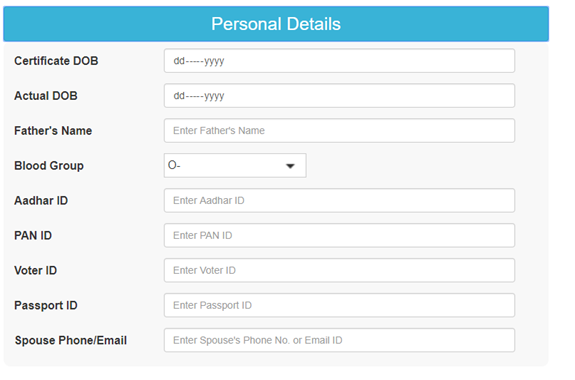 Personal Details
Certificate DOB dd-----yyyy
Actual DOB dd-----yyyy
Father's Name Enter Father's Name
Blood Group O-
Aadhar ID Enter Aadhar ID
PAN ID Enter PAN ID
Voter ID Enter Voter ID
Passport ID Enter Passport ID
Spouse Phone/Email Enter Spouse's Phone No. or Email ID